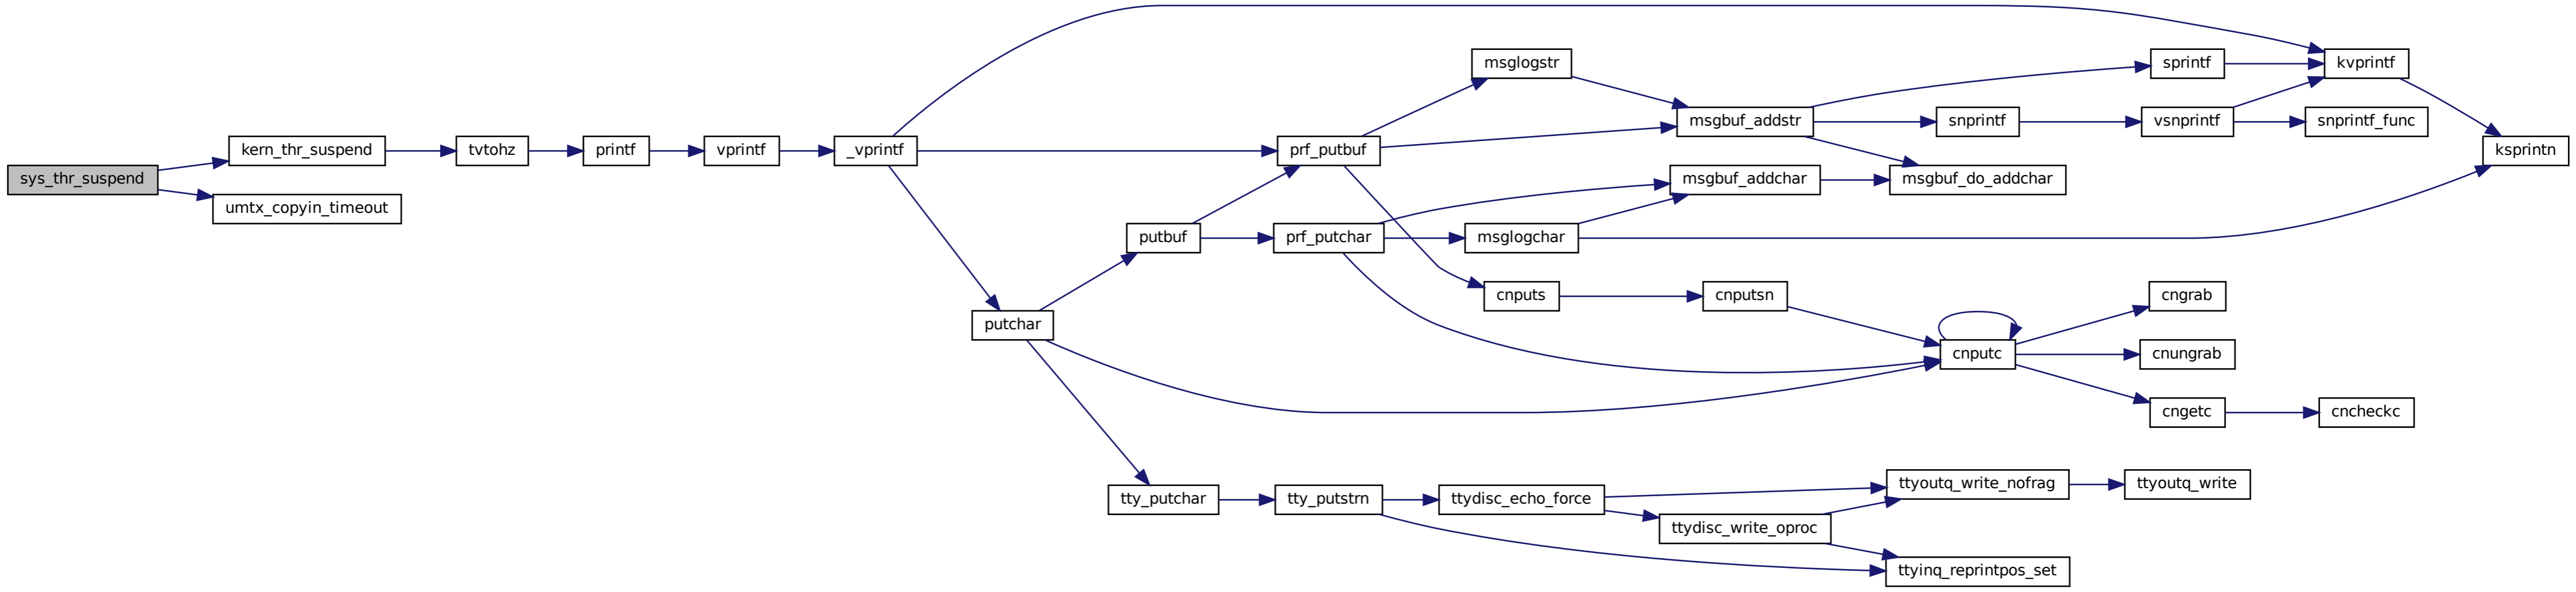 sys_thr_suspend
kern_thr_suspend
umtx_copyin_timeout
tvtohz
printf
vprintf
_vprintf
putchar
prf_putbuf
putbuf
prf_putchar
tty_putchar
tty_putstrn
msglogstr
msglogchar
cnputs
ttydisc_echo_force
msgbuf_addstr
msgbuf_addchar
cnputsn
ttydisc_write_oproc
snprintf
msgbuf_do_addchar
cnputc
ttyoutq_write_nofrag
ttyinq_reprintpos_set
sprintf
vsnprintf
cngrab
cnungrab
cngetc
ttyoutq_write
kvprintf
snprintf_func
cncheckc
ksprintn